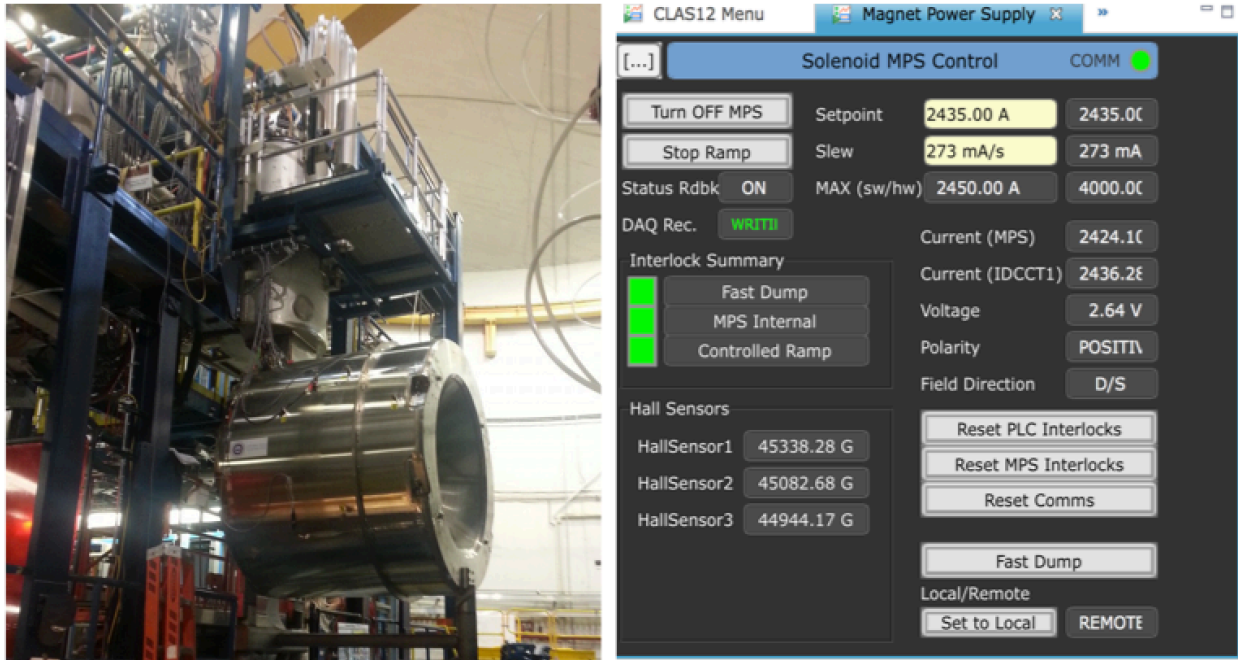 CLAS12 Menu
Magnet Power Supply
»
[...]
Solenoid MPS Control
COMM
Turn OFF MPS
Setpoint
2435.00 A
2435.0(
Stop Ramp
Slew
273 mA/s
273 mA
Status Rdbk
ON
MAX (sw/hw)
2450.00 A
4000.0(
DAQ Rec.
WRITII
Current (MPS)
2424.1(
Interlock Summary
Current (IDCCT1)
2436.28
Fast Dump
Voltage
2.64 V
MPS Internal
Controlled Ramp
Polarity
POSITI\
Field Direction
D/S
Hall Sensors
HallSensor1
45338.28 G
HallSensor2
45082.68 G
HallSensor3
44944.17 G
Reset PLC Interlocks
Reset MPS Interlocks
Reset Comms
Fast Dump
Local/Remote
Set to Local
REMOTE